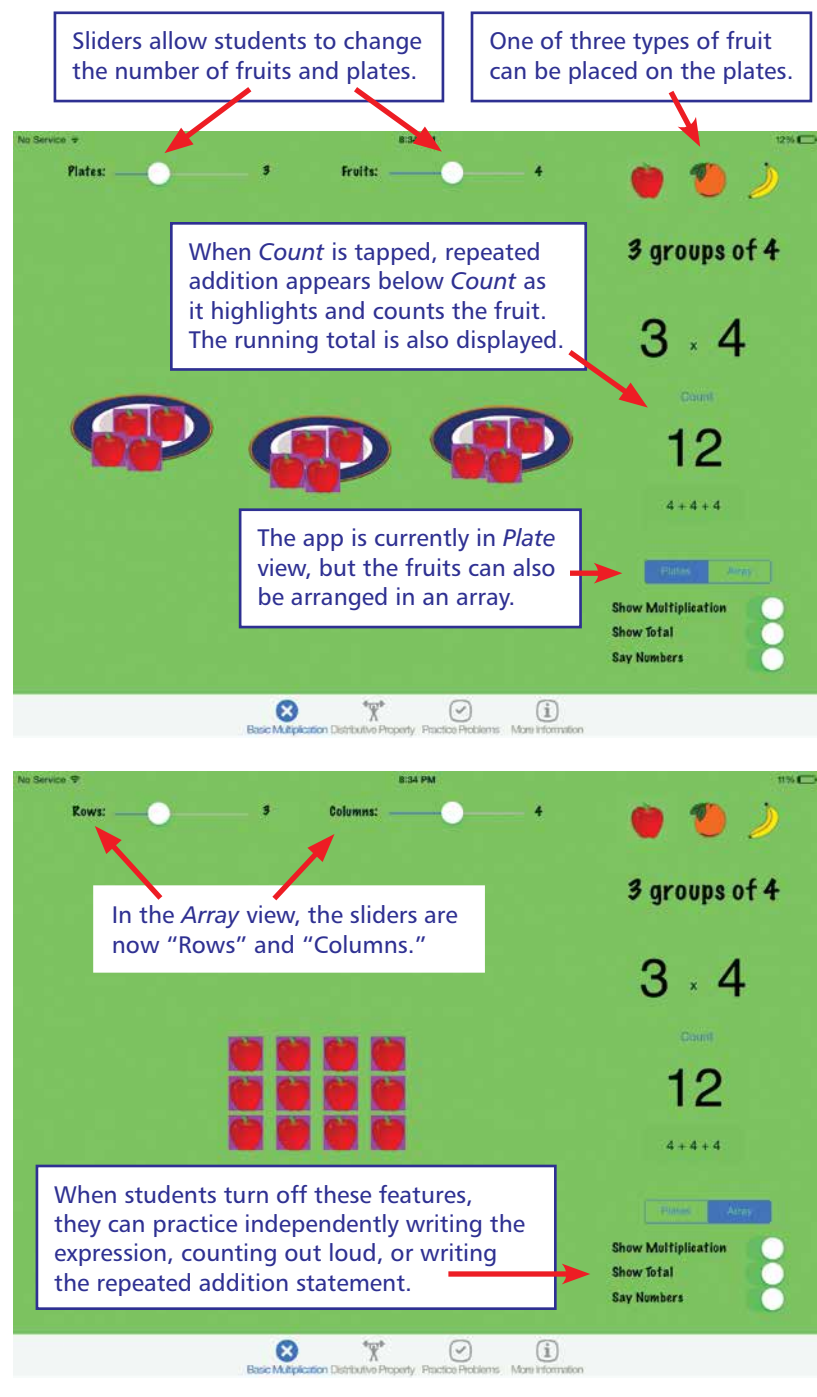 Sliders allow students to change
the number of fruits and plates.
One of three types of fruit
can be placed on the plates.
No Service
12%
Plates:
3
Fruits:
4
When Count is tapped, repeated
addition appears below Count as
it highlights and counts the fruit.
The running total is also displayed.
3 groups of 4
3 x 4
Count
12
4 + 4 + 4
The app is currently in Plate
view, but the fruits can also
be arranged in an array.
Plates Array
Show Multiplication
Show Total
Say Numbers
Basic Multiplication Distributive Property Practice Problems More Information
No Service
8:34 PM
11%
Rows:
3
Columns:
4
In the Array view, the sliders are
now “Rows” and “Columns.”
3 groups of 4
3 x 4
Count
12
4 + 4 + 4
When students turn off these features,
they can practice independently writing the
expression, counting out loud, or writing
the repeated addition statement.
Plates Array
Show Multiplication
Show Total
Say Numbers
Basic Multiplication Distributive Property Practice Problems More Information